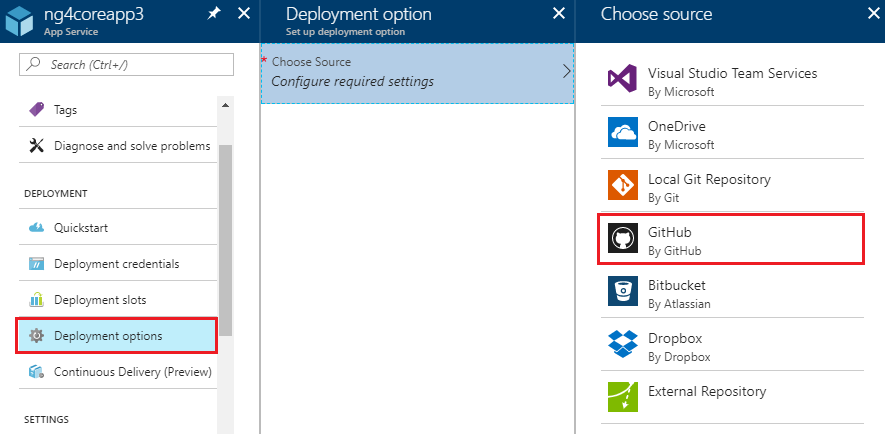 ng4coreapp3
App Service
Search (Ctrl+/)
Tags
Diagnose and solve problems
DEPLOYMENT
Quickstart
Deployment credentials
Deployment slots
Deployment options
Continuous Delivery (Preview)
SETTINGS
Deployment option
Set up deployment option
* Choose Source
Configure required settings
Choose source
Visual Studio Team Services
By Microsoft
OneDrive
By Microsoft
Local Git Repository
By Git
GitHub
By GitHub
Bitbucket
By Atlassian
Dropbox
By Dropbox
External Repository